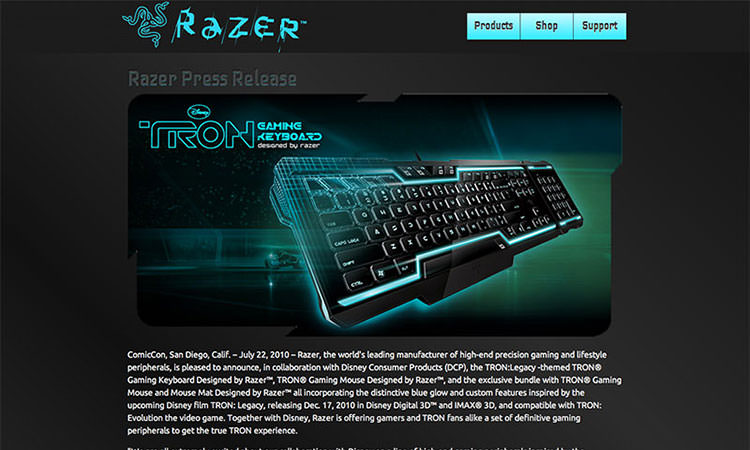 RAZER™
Products Shop Support
Razer Press Release
Disney
TRON GAMING
KEYBOARD
designed by razer
CAPS LOCK
SHIFT
CTRL
ALT
ComicCon, San Diego, Calif. – July 22, 2010 – Razer, the world's leading manufacturer of high-end precision gaming and lifestyle
peripherals, is pleased to announce, in collaboration with Disney Consumer Products (DCP), the TRON:Legacy -themed TRON®
Gaming Keyboard Designed by Razer™, TRON® Gaming Mouse Designed by Razer™, and the exclusive bundle with TRON® Gaming
Mouse and Mouse Mat Designed by Razer™ all incorporating the distinctive blue glow and custom features inspired by the
upcoming Disney film TRON: Legacy, releasing Dec. 17, 2010 in Disney Digital 3D™ and IMAX® 3D, and compatible with TRON:
Evolution the video game. Together with Disney, Razer is offering gamers and TRON fans alike a set of definitive gaming
peripherals to get the true TRON experience.